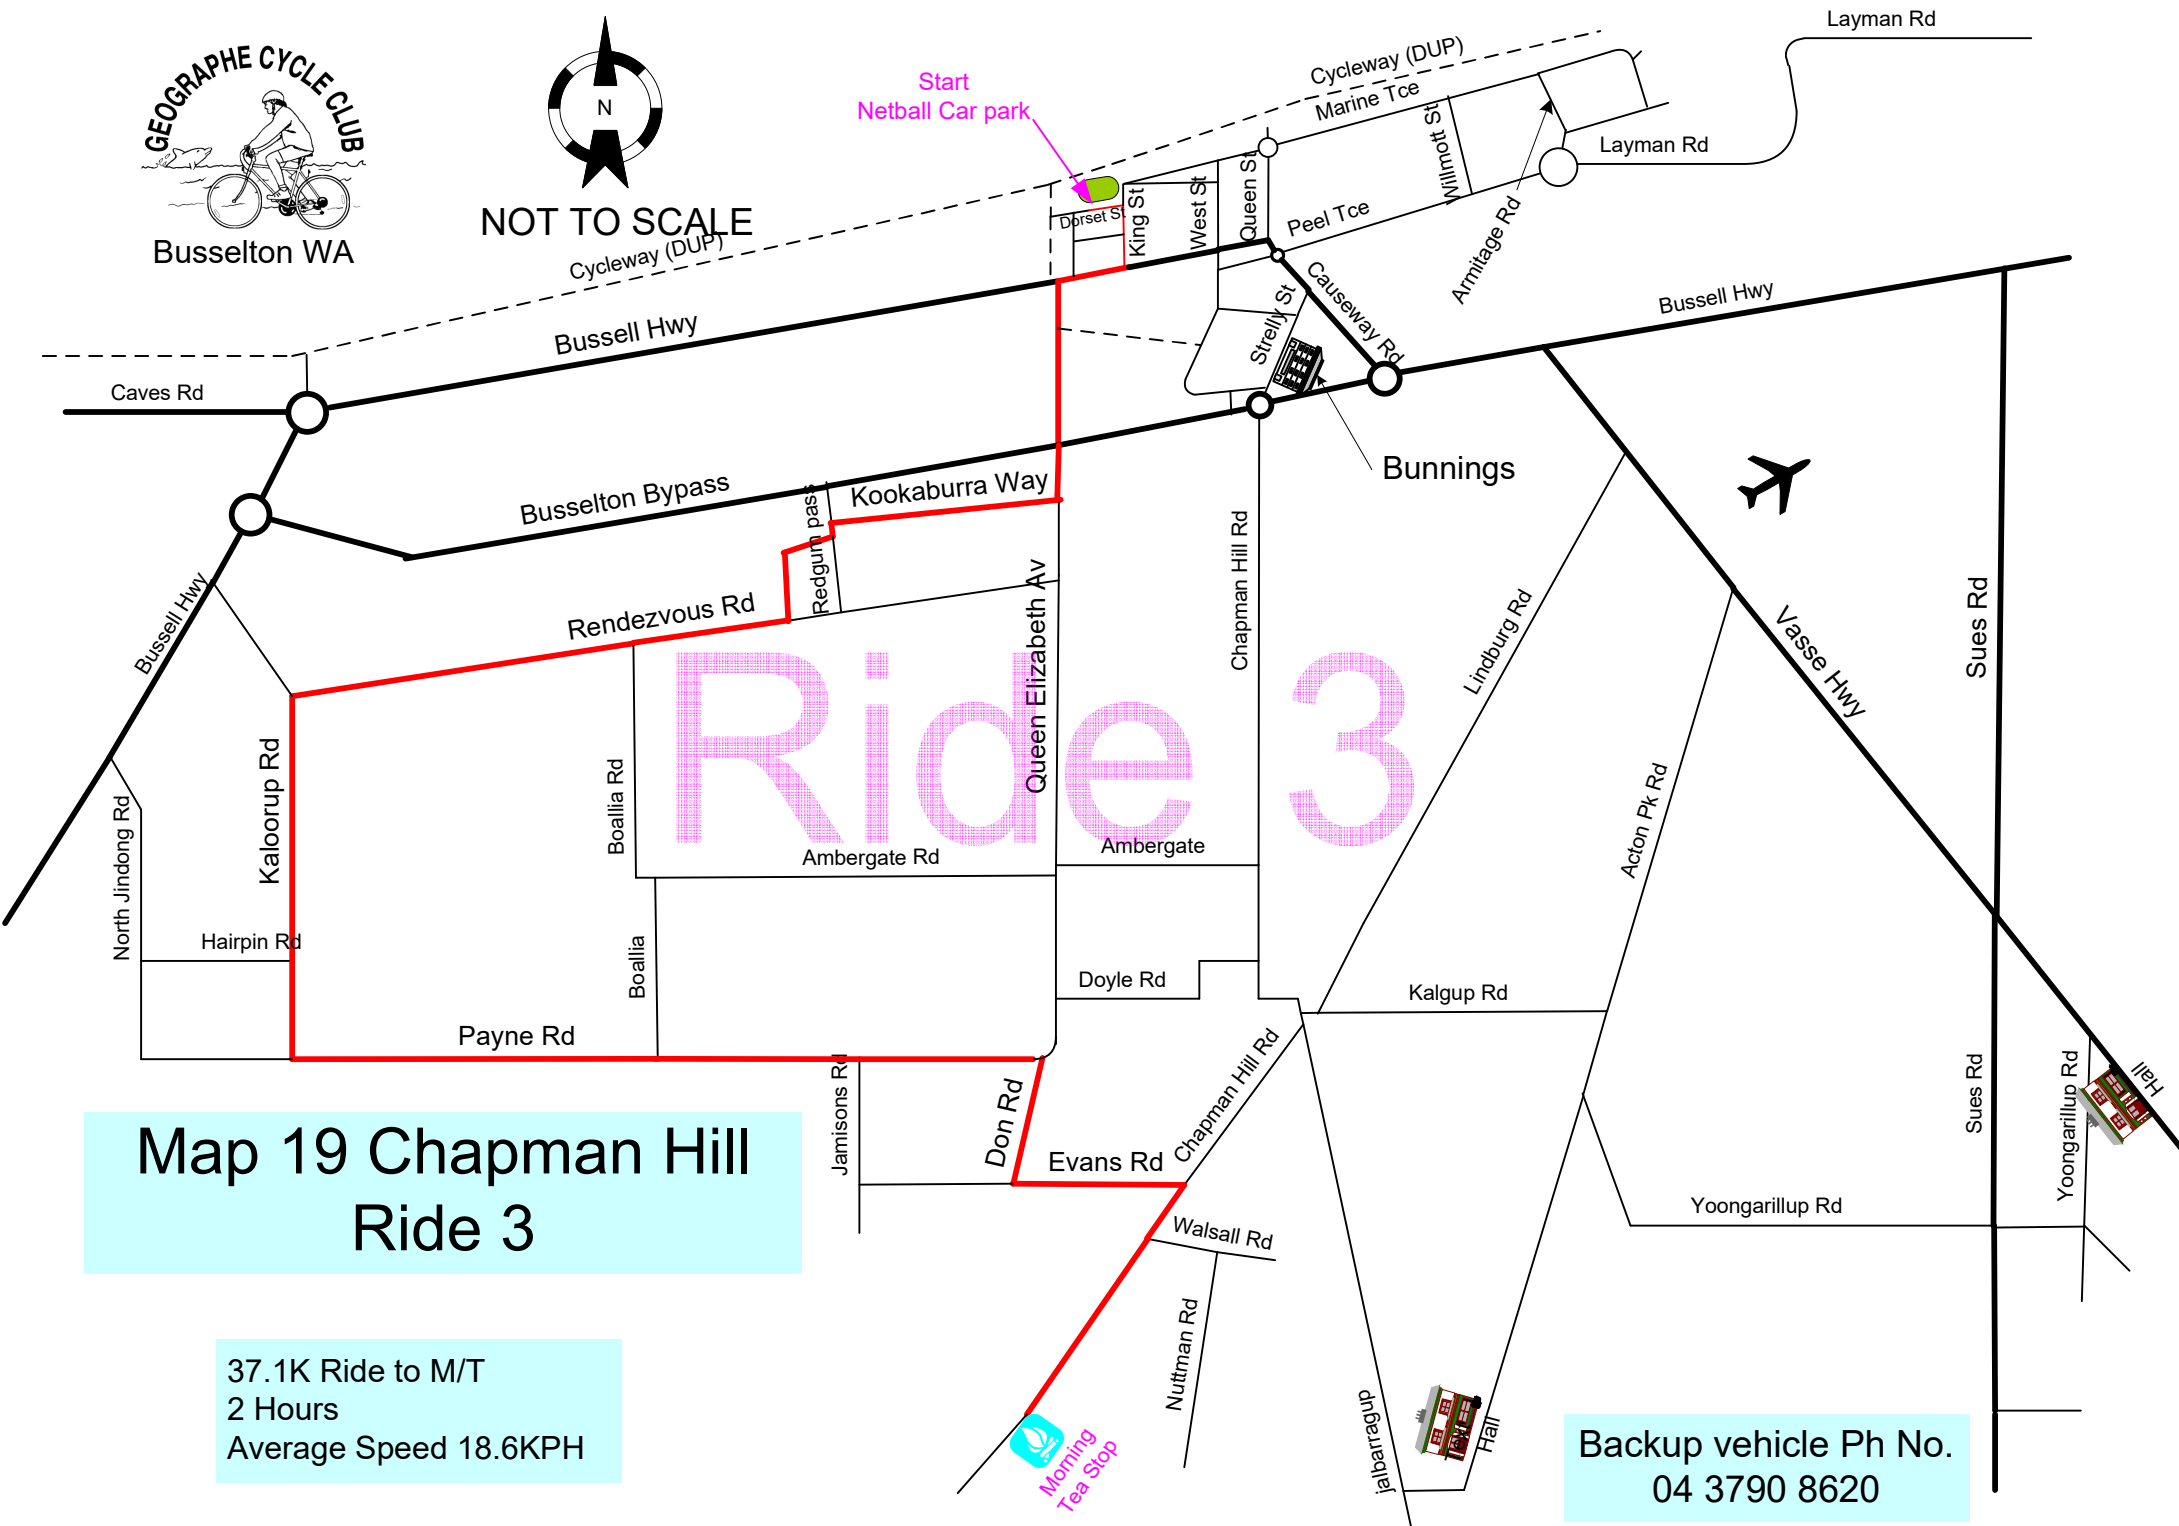 GEOGRAPHE CYCLE CLUB
Busselton WA
N
NOT TO SCALE
Start
Netball Car park
Cycleway (DUP)
Marine Tce
Layman Rd
Layman Rd
Willmott St
Armitage Rd
Cycleway (DUP)
Dorset St
King St
West St
Queen St
Peel Tce
Causeway Rd
Strelly St
Bussell Hwy
Bussell Hwy
Caves Rd
Bunnings
Busselton Bypass
Kookaburra Way
Redgum pass
Rendezvous Rd
Bussell Hwy
Queen Elizabeth Av
Chapman Hill Rd
Lindburg Rd
Vasse Hwy
Sues Rd
Ride 3
Kaloorup Rd
North Jindong Rd
Boallia Rd
Ambergate Rd
Ambergate
Acton Pk Rd
Hairpin Rd
Boallia
Doyle Rd
Kalgup Rd
Payne Rd
Jamisons Rd
Don Rd
Evans Rd
Chapman Hill Rd
Sues Rd
Yoongarillup Rd
Hall
Map 19 Chapman Hill
Ride 3
Walsall Rd
Yoongarillup Rd
Nuttman Rd
jalbarragup
Hall
Morning
Tea Stop
37.1K Ride to M/T
2 Hours
Average Speed 18.6KPH
Backup vehicle Ph No.
04 3790 8620